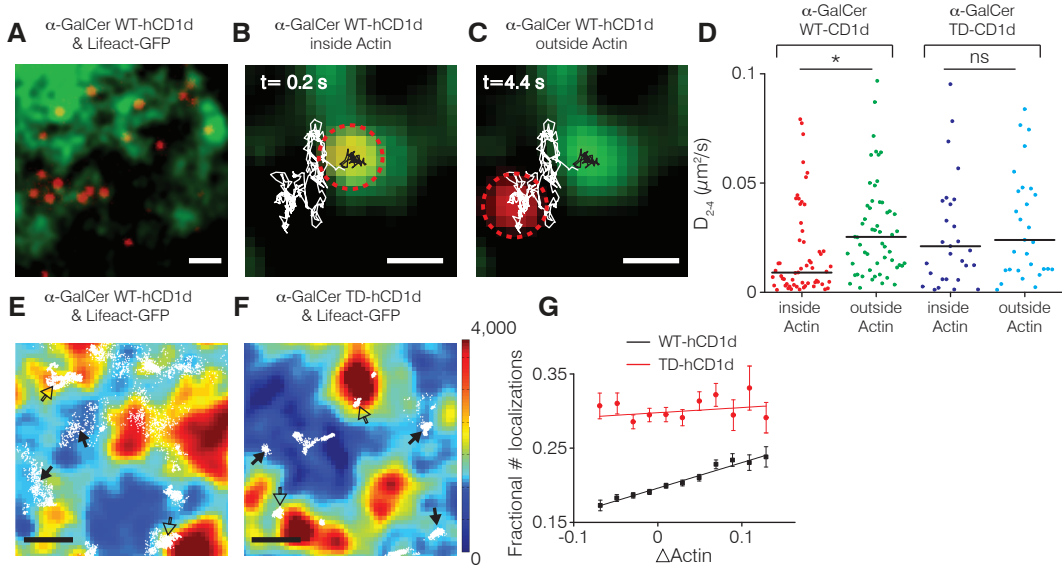 A
α-GalCer WT-hCD1d
& Lifeact-GFP
B
α-GalCer WT-hCD1d
inside Actin
t= 0.2 s
C
α-GalCer WT-hCD1d
outside Actin
t=4.4 s
D
α-GalCer
WT-CD1d
α-GalCer
TD-CD1d
*
ns
0.1
0.05
0
D2-4 (μm²/s)
inside
Actin
outside
Actin
inside
Actin
outside
Actin
E
α-GalCer WT-hCD1d
& Lifeact-GFP
F
α-GalCer TD-hCD1d
& Lifeact-GFP
4,000
0
G
WT-hCD1d
TD-hCD1d
Fractional # localizations
0.35
0.25
0.15
-0.1
0
0.1
△Actin